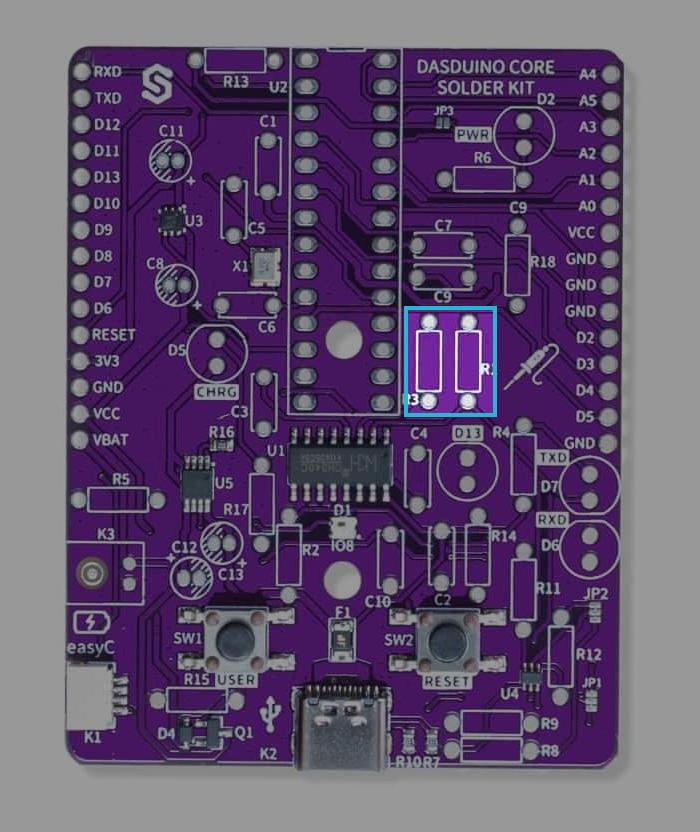 DASDUINO CORE
SOLDER KIT
RXD
TXD
D12
D11
D13
D10
D9
D8
D7
D6
RESET
3V3
GND
VCC
VBAT
A4
A5
A3
A2
A1
A0
VCC
GND
GND
GND
D2
D3
D4
D5
GND
R13
U2
JP3
D2
PWR
C1
C11
R6
C5
U3
C7
C9
C9
R18
X1
C8
C6
D5
CHRG
R3
C3
R16
U1
C4
D13
R4
TXD
D7
RXD
D6
U5
R5
R17
D1
IO8
R2
R14
K3
C12
C13
C10
C2
R11
JP2
F1
SW1
SW2
USER
RESET
R12
easyC
R15
U4
JP1
K1
D4
Q1
K2
R10
R7
R9
R8